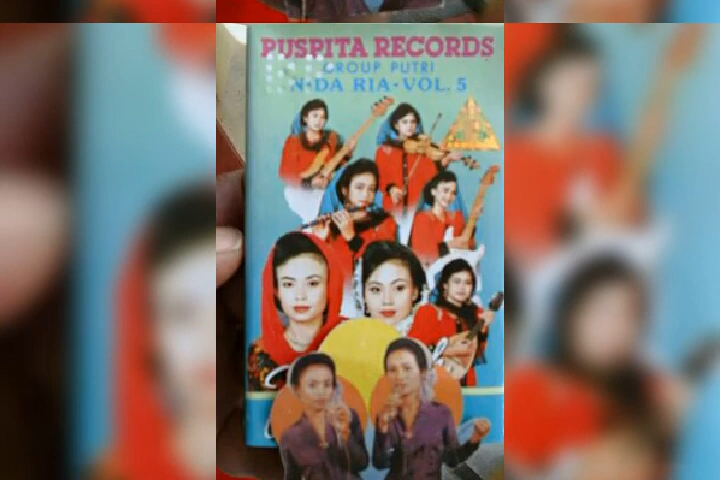 PUSPITA RECORDS
GROUP PUTRI
N•DA RIA•VOL. 5